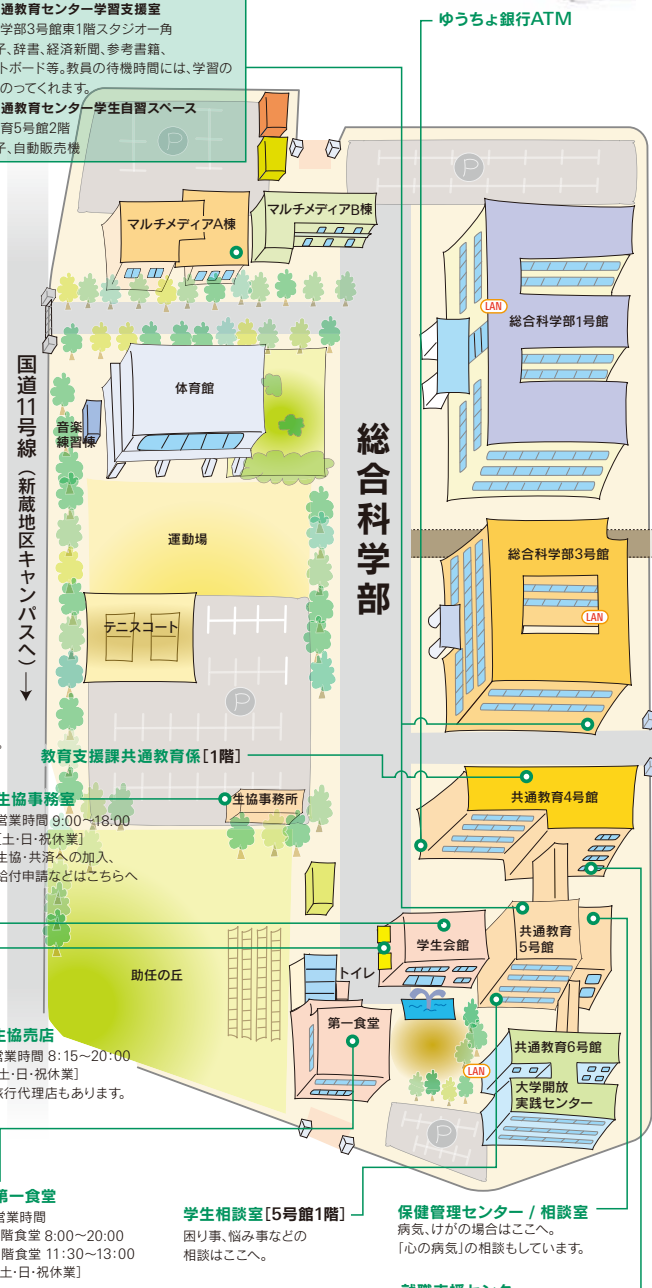 通教育センター学習支援室
学部3号館東1階スタジオ一角
子、辞書、経済新聞、参考書籍、
トボード等。教員の待機時間には、学習の
のってくれます。
通教育センター学生自習スペース
育5号館2階
子、自動販売機
ゆうちょ銀行ATM
P
P
マルチメディアA棟
マルチメディアB棟
LAN
総合科学部1号館
国道11号線(新蔵地区キャンパスへ)→
体育館
音楽
練習棟
総合科学部
運動場
総合科学部3号館
LAN
テニスコート
P
教育支援課共通教育係[1階]
共通教育4号館
生協事務室
生協事務所
営業時間 9:00〜18:00
[土・日・祝休業]
生協・共済への加入、
給付申請などはこちらへ
学生会館
共通教育
5号館
助任の丘
トイレ
第一食堂
共通教育6号館
LAN
大学開放
実践センター
生協売店
営業時間 8:15〜20:00
[土・日・祝休業]
旅行代理店もあります。
P
第一食堂
営業時間
階食堂 8:00〜20:00
階食堂 11:30〜13:00
[土・日・祝休業]
学生相談室[5号館1階]
困り事、悩み事などの
相談はここへ。
保健管理センター / 相談室
病気、けがの場合はここへ。
「心の病気」の相談もしています。